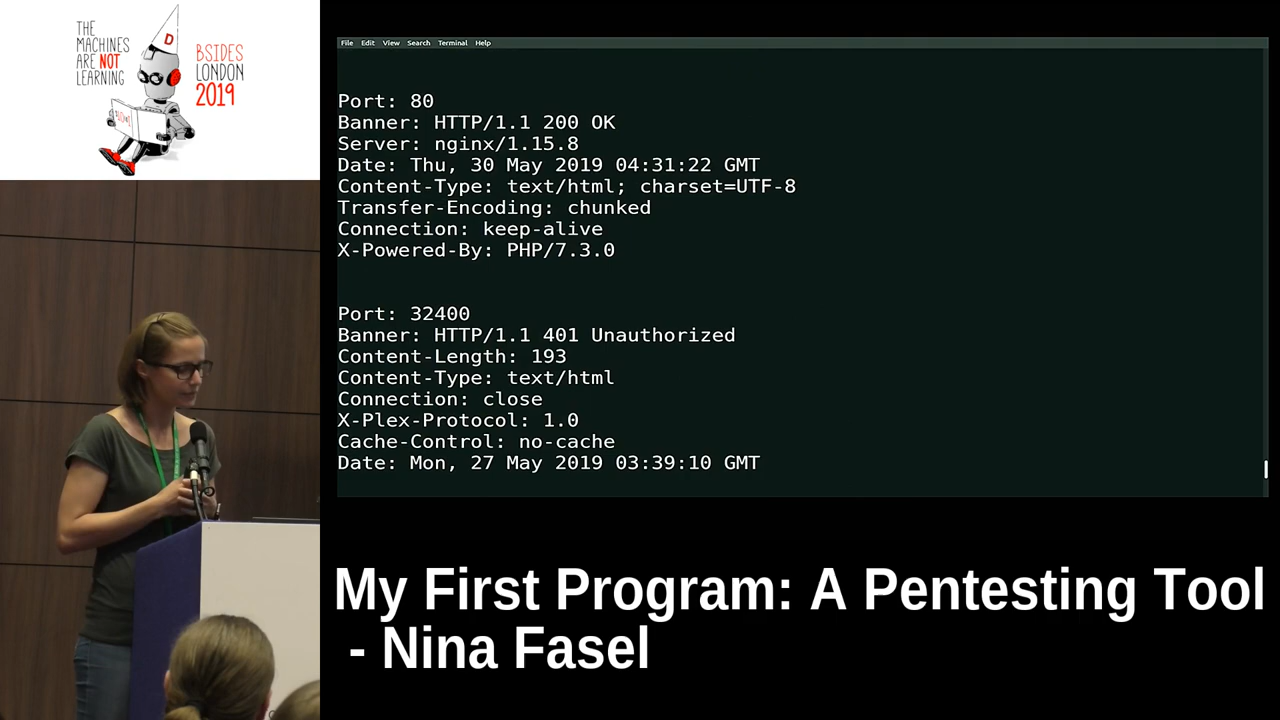 THE
MACHINES
ARE NOT
LEARNING
D
BSIDES
LONDON
2019
File Edit View Search Terminal Help
Port: 80
Banner: HTTP/1.1 200 OK
Server: nginx/1.15.8
Date: Thu, 30 May 2019 04:31:22 GMT
Content-Type: text/html; charset=UTF-8
Transfer-Encoding: chunked
Connection: keep-alive
X-Powered-By: PHP/7.3.0
Port: 32400
Banner: HTTP/1.1 401 Unauthorized
Content-Length: 193
Content-Type: text/html
Connection: close
X-Plex-Protocol: 1.0
Cache-Control: no-cache
Date: Mon, 27 May 2019 03:39:10 GMT
My First Program: A Pentesting Tool
- Nina Fasel